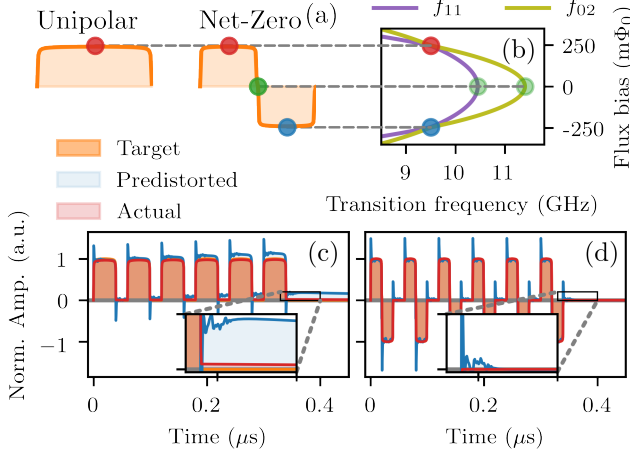 Unipolar Net-Zero (a)
f₁₁ f₀₂
(b)
250
0
-250
Flux bias (mΦ₀)
9 10 11
Transition frequency (GHz)
Target
Predistorted
Actual
Norm. Amp. (a.u.)
(c) (d)
1
0
−1
0 0.2 0.4 0 0.2 0.4
Time (μs) Time (μs)